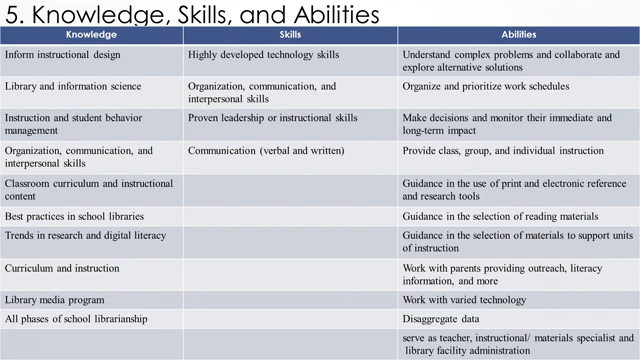 5. Knowledge, Skills, and Abilities
Knowledge Skills Abilities
Inform instructional design Highly developed technology skills Understand complex problems and collaborate and
explore alternative solutions
Library and information science Organization, communication, and Organize and prioritize work schedules
interpersonal skills
Instruction and student behavior Proven leadership or instructional skills Make decisions and monitor their immediate and
management long-term impact
Organization, communication, and Communication (verbal and written) Provide class, group, and individual instruction
interpersonal skills
Classroom curriculum and instructional Guidance in the use of print and electronic reference
content and research tools
Best practices in school libraries Guidance in the selection of reading materials
Trends in research and digital literacy Guidance in the selection of materials to support units
of instruction
Curriculum and instruction Work with parents providing outreach, literacy
information, and more
Library media program Work with varied technology
All phases of school librarianship Disaggregate data
serve as teacher, instructional/ materials specialist and
library facility administration